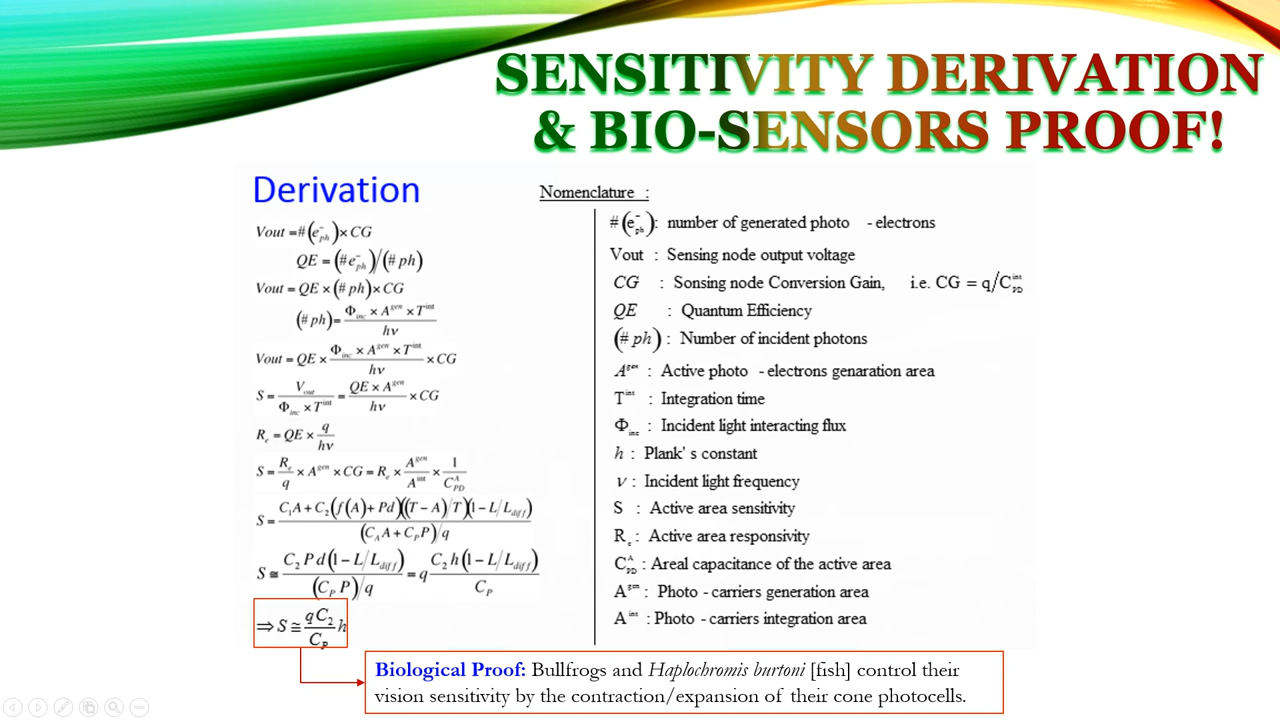 SENSITIVITY DERIVATION
& BIO-SENSORS PROOF!
Derivation
Vout =#(e⁻ph)×CG
QE = (#e⁻ph)/(# ph)
Vout = QE × (# ph)× CG
(# ph)= Φinc × A^gen × T^int / hν
Vout = QE × Φinc × A^gen × T^int / hν × CG
S = Vout / Φinc × T^int = QE × A^gen / hν × CG
Re = QE × q / hν
S = Re / q × A^gen × CG = Re × A^gen / A^int × 1 / C^A_PD
S = C₁A + C₂(f(A)+ Pd)((T − A)/T)(1 − L/Ldiff) / (C_A A + C_P P)/q
S ≅ C₂ P d(1 − L/Ldiff) / (C_P P)/q = q C₂ h(1 − L/Ldiff) / C_P
⇒ S ≅ qC₂ / C_P h
Nomenclature :
#(e⁻ph): number of generated photo - electrons
Vout : Sensing node output voltage
CG : Sonsing node Conversion Gain, i.e. CG = q/C^int_PD
QE : Quantum Efficiency
(# ph) : Number of incident photons
A^gen : Active photo - electrons genaration area
T^int : Integration time
Φinc : Incident light interacting flux
h : Plank's constant
ν : Incident light frequency
S : Active area sensitivity
Re : Active area responsivity
C^A_PD : Areal capacitance of the active area
A^gen : Photo - carriers generation area
A^int : Photo - carriers integration area
Biological Proof: Bullfrogs and Haplochromis burtoni [fish] control their
vision sensitivity by the contraction/expansion of their cone photocells.